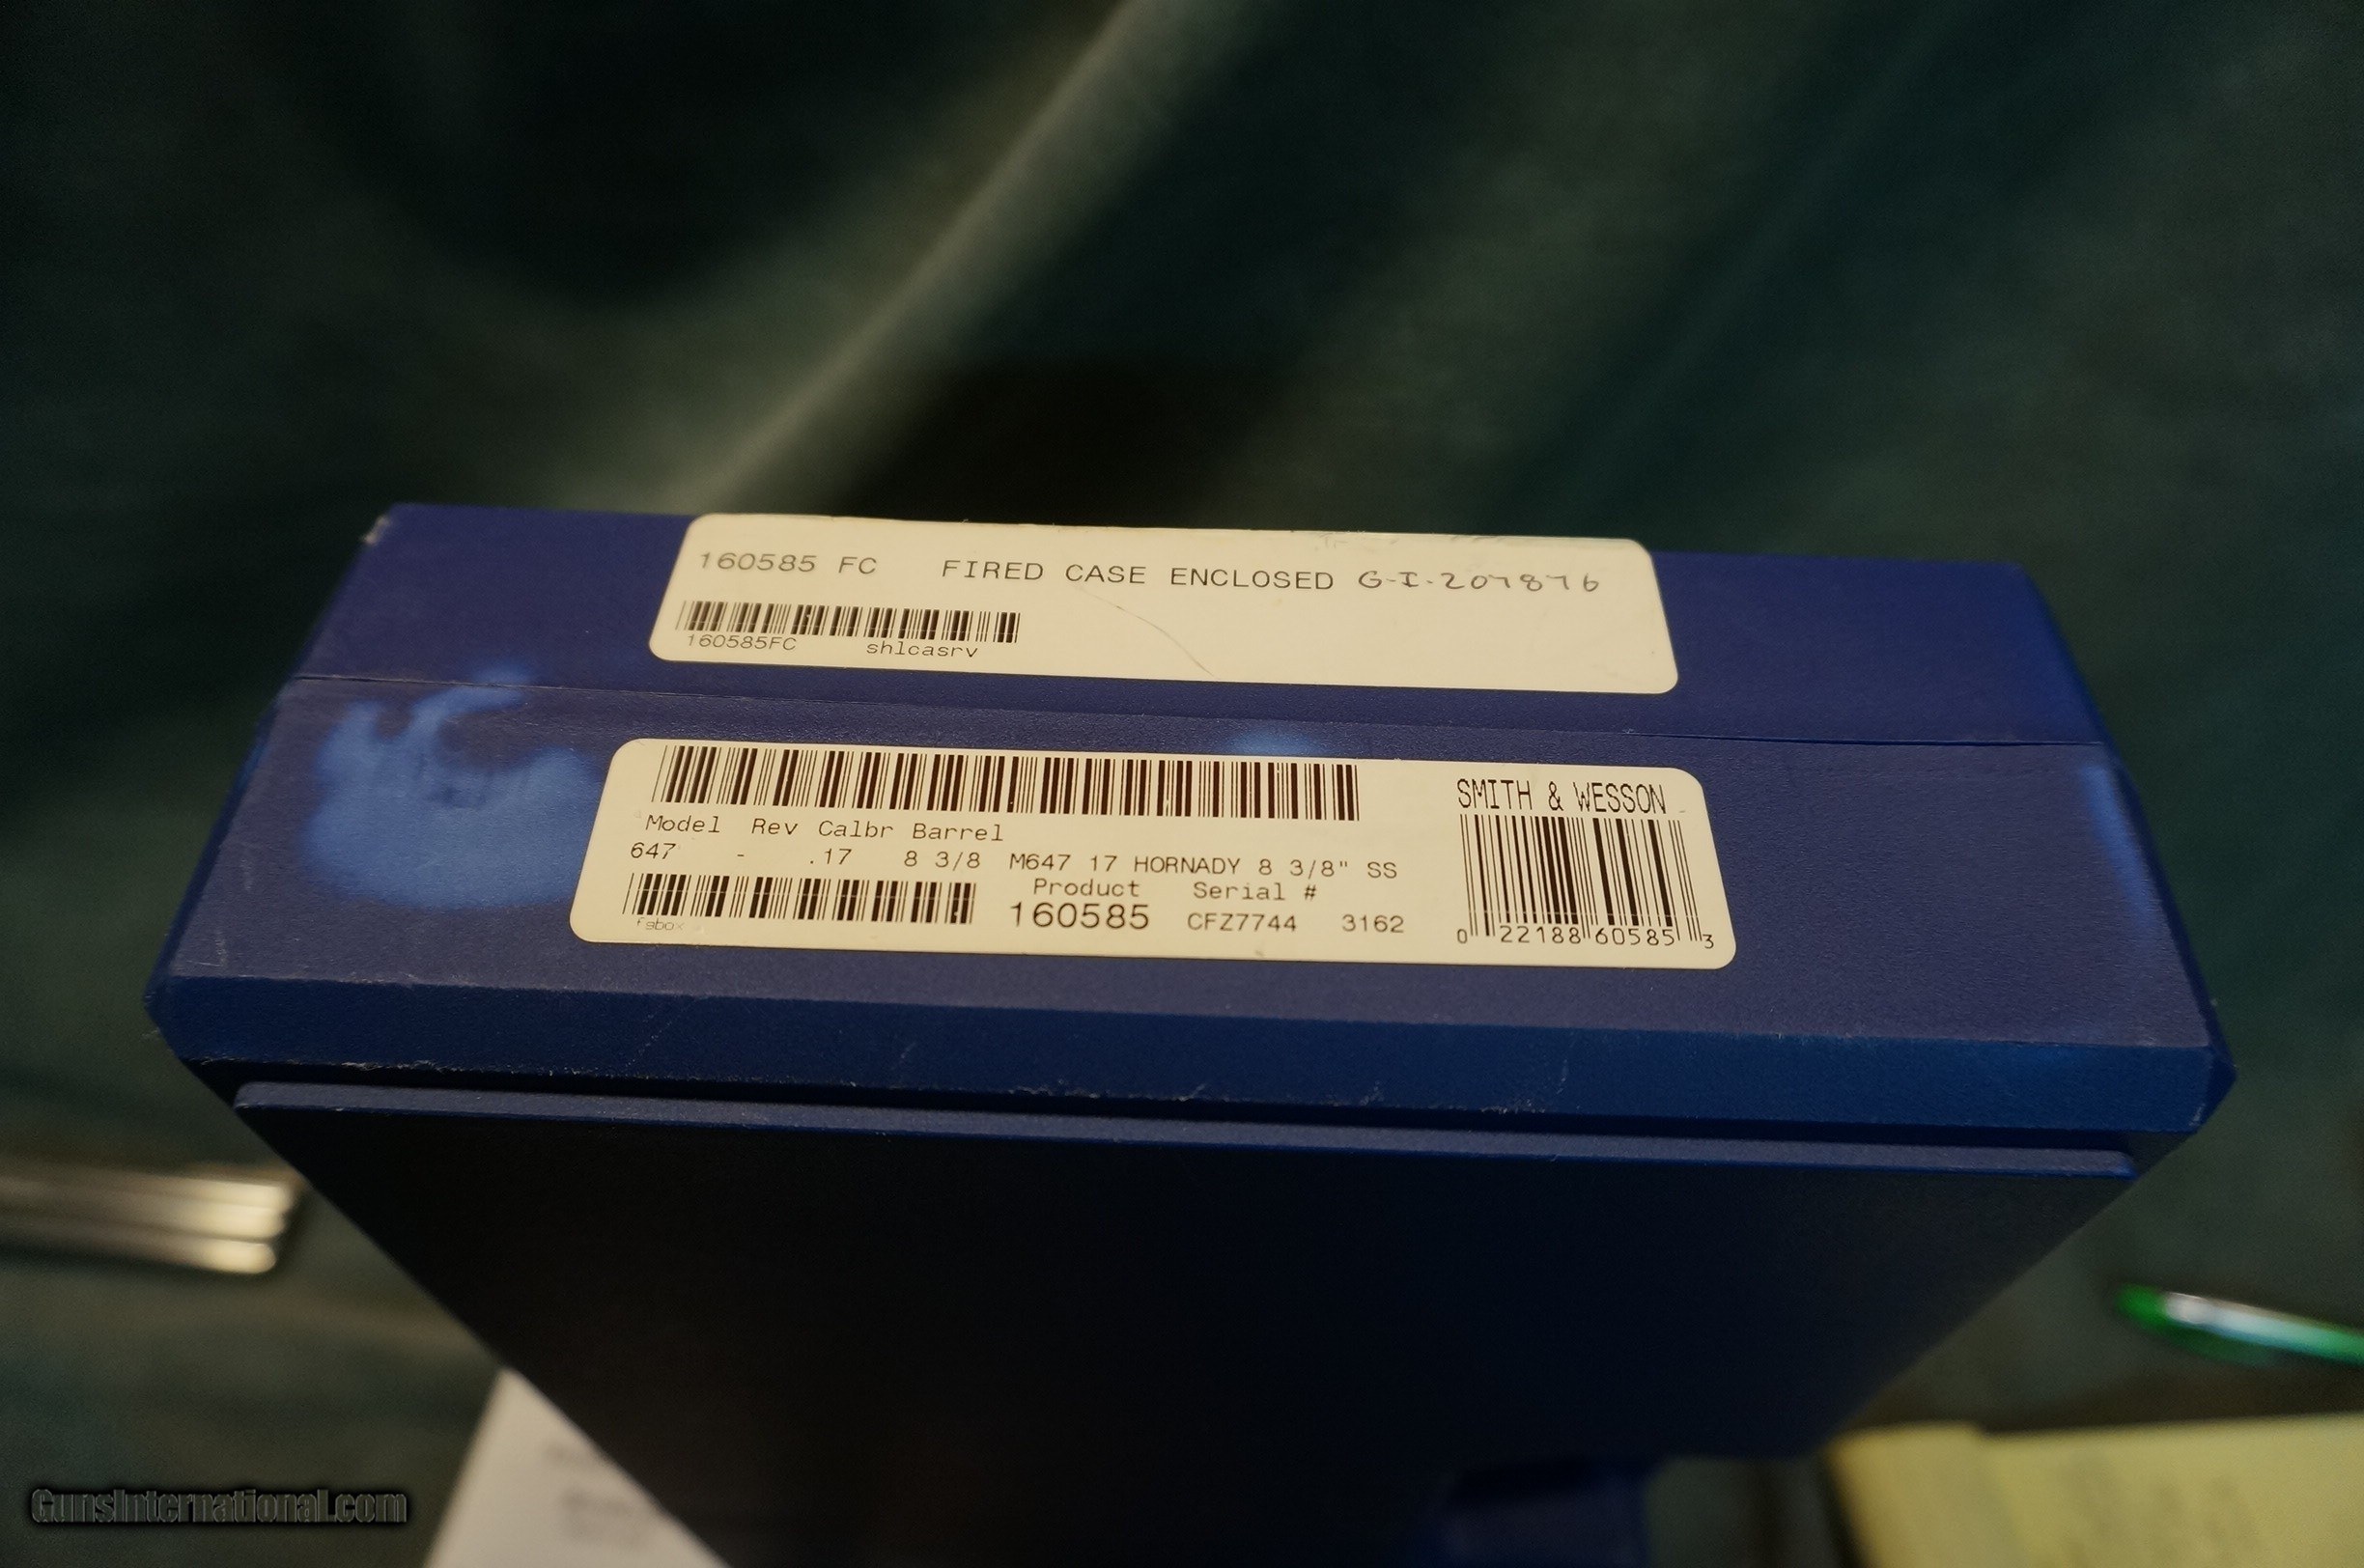 160585 FC FIRED CASE ENCLOSED G-I-207876
160585FC shlcasrv
SMITH & WESSON
Model Rev Calbr Barrel
647 - .17 8 3/8 M647 17 HORNADY 8 3/8" SS
Product Serial #
160585 CFZ7744 3162
0 22188 60585 3
GunsInternational.com